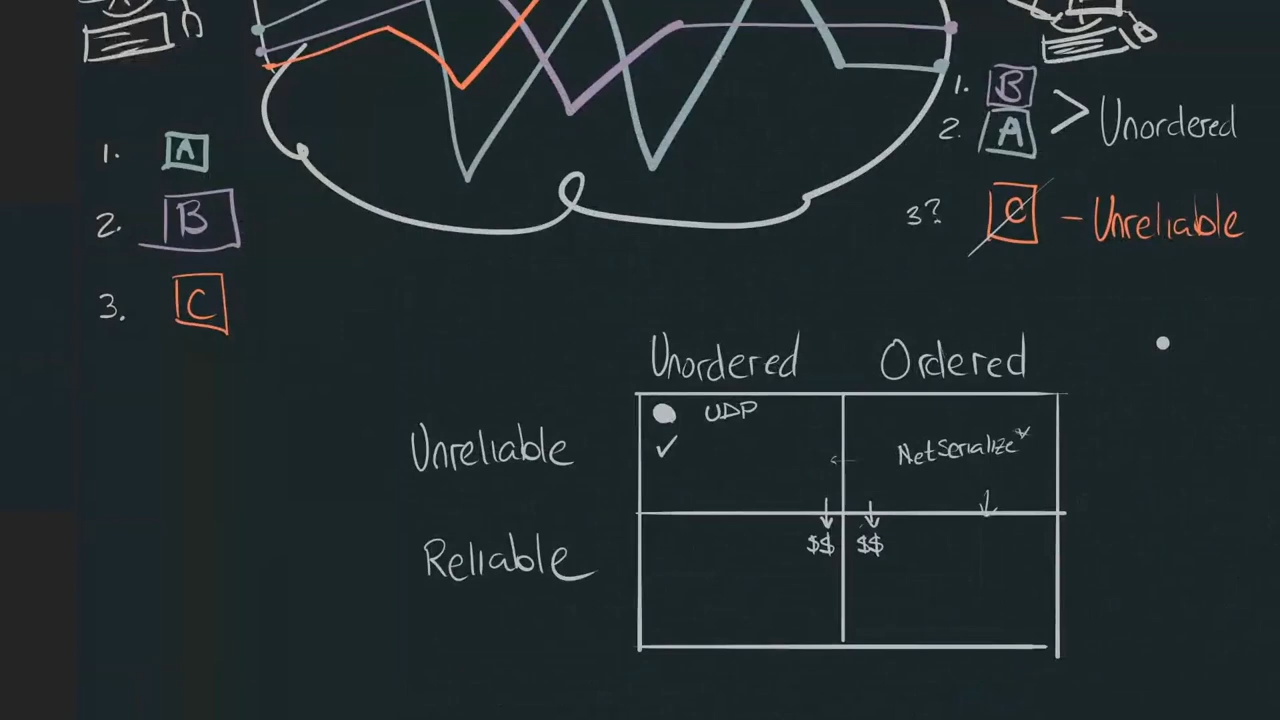 1. B
2. A
> Unordered
1. A
2. B
3? C - Unreliable
3. C
Unordered Ordered
UDP
Unreliable ✓ NetSerialize*
$$ $$
Reliable